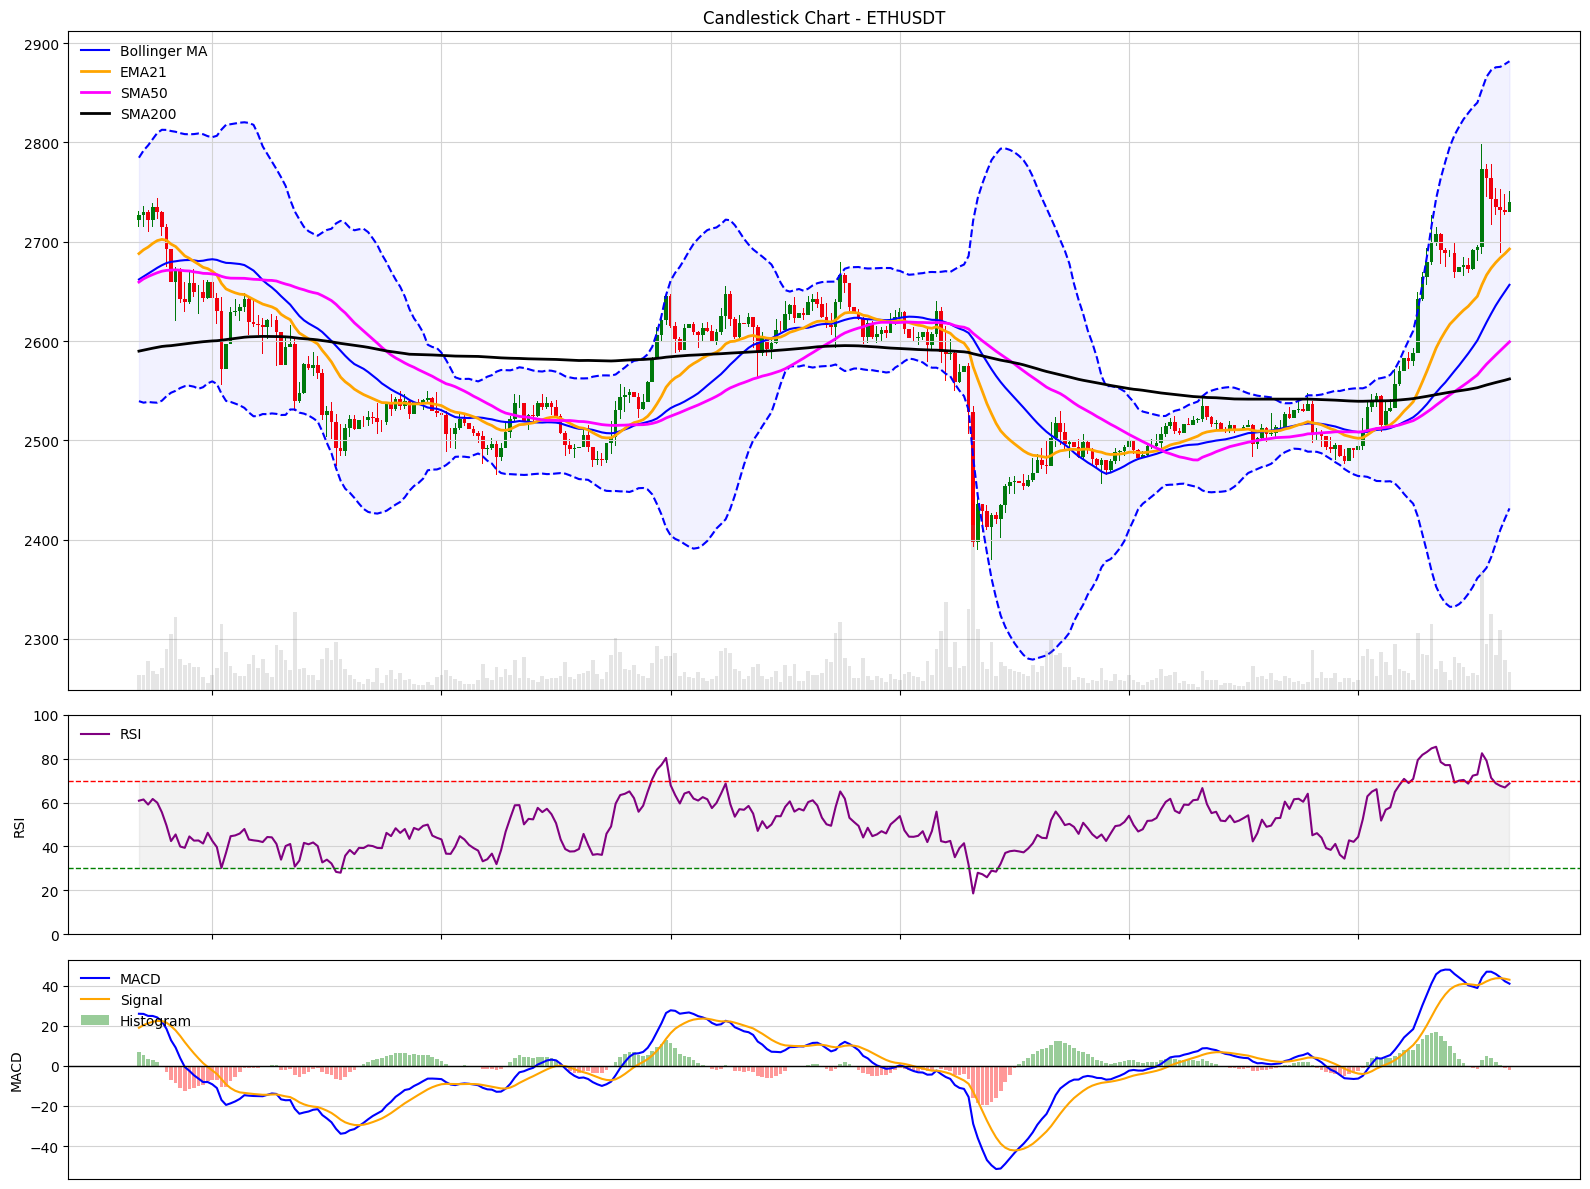 Candlestick Chart - ETHUSDT
2900
2800
2700
2600
2500
2400
2300
Bollinger MA
EMA21
SMA50
SMA200
100
80
60
40
20
0
RSI
RSI
40
20
0
−20
−40
MACD
MACD
Signal
Histogram